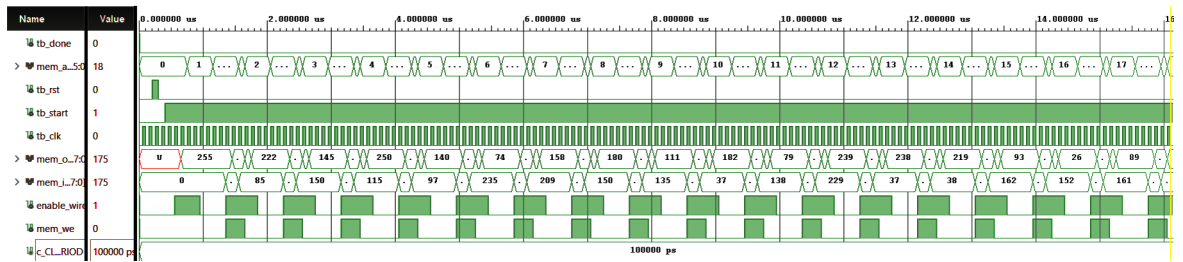 Name Value 0.000000 us 2.000000 us 4.000000 us 6.000000 us 8.000000 us 10.000000 us 12.000000 us 14.000000 us 16
tb_done 0
mem_a...5:0 18 0 1 ... 2 ... 3 ... 4 ... 5 ... 6 ... 7 ... 8 ... 9 ... 10 ... 11 ... 12 ... 13 ... 14 ... 15 ... 16 ... 17 ...
tb_rst 0
tb_start 1
tb_clk 0
mem_o...7:0 175 U 255 . 222 . 145 . 250 . 140 . 74 . 158 . 180 . 111 . 182 . 79 . 239 . 238 . 219 . 93 . 26 . 89 .
mem_i...7:0] 175 0 . 85 . 150 . 115 . 97 . 235 . 209 . 150 . 135 . 37 . 138 . 229 . 37 . 38 . 162 . 152 . 161 . .
enable_wire 1
mem_we 0
c_CL...RIOD 100000 ps 100000 ps